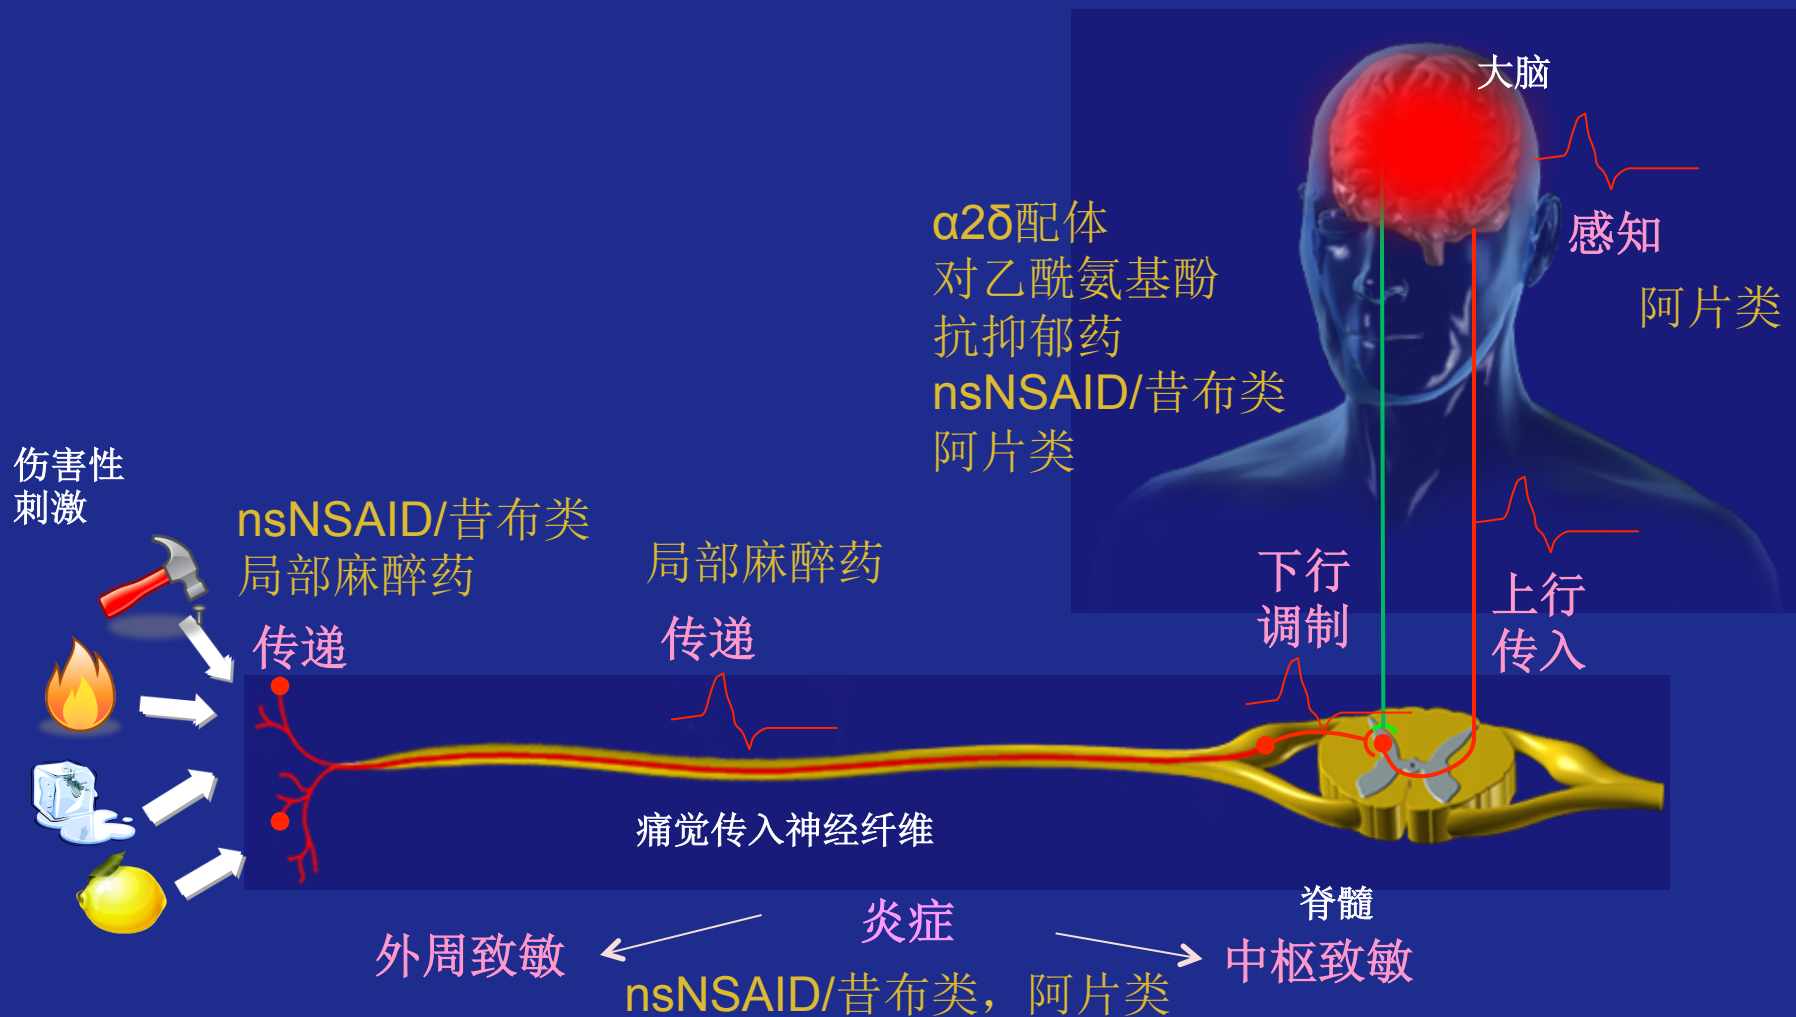 大脑
感知
阿片类
α2δ配体
对乙酰氨基酚
抗抑郁药
nsNSAID/昔布类
阿片类
伤害性
刺激
nsNSAID/昔布类
局部麻醉药
传递
局部麻醉药
传递
下行
调制
上行
传入
痛觉传入神经纤维
脊髓
炎症
外周致敏
中枢致敏
nsNSAID/昔布类，阿片类